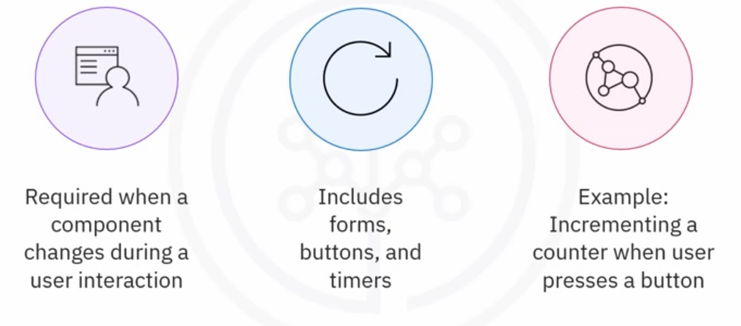 Required when a
component
changes during a
user interaction
Includes
forms,
buttons, and
timers
Example:
Incrementing a
counter when user
presses a button